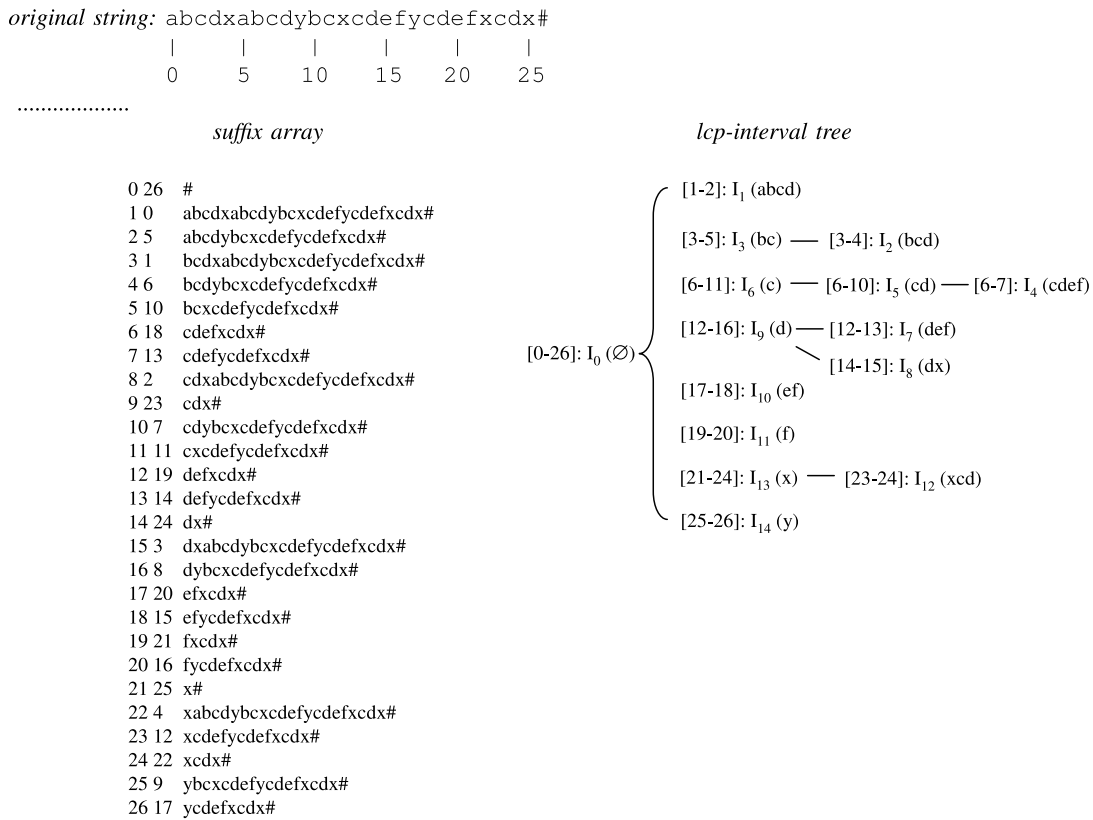 original string: abcdxabcdybcxcdefycdefxcdx#
| | | | | |
0 5 10 15 20 25
...................
suffix array
lcp-interval tree
0 26 #
1 0 abcdxabcdybcxcdefycdefxcdx#
2 5 abcdybcxcdefycdefxcdx#
3 1 bcdxabcdybcxcdefycdefxcdx#
4 6 bcdybcxcdefycdefxcdx#
5 10 bcxcdefycdefxcdx#
6 18 cdefxcdx#
7 13 cdefycdefxcdx#
8 2 cdxabcdybcxcdefycdefxcdx#
9 23 cdx#
10 7 cdybcxcdefycdefxcdx#
11 11 cxcdefycdefxcdx#
12 19 defxcdx#
13 14 defycdefxcdx#
14 24 dx#
15 3 dxabcdybcxcdefycdefxcdx#
16 8 dybcxcdefycdefxcdx#
17 20 efxcdx#
18 15 efycdefxcdx#
19 21 fxcdx#
20 16 fycdefxcdx#
21 25 x#
22 4 xabcdybcxcdefycdefxcdx#
23 12 xcdefycdefxcdx#
24 22 xcdx#
25 9 ybcxcdefycdefxcdx#
26 17 ycdefxcdx#
[0-26]: I0 (∅)
[1-2]: I1 (abcd)
[3-5]: I3 (bc) — [3-4]: I2 (bcd)
[6-11]: I6 (c) — [6-10]: I5 (cd) — [6-7]: I4 (cdef)
[12-16]: I9 (d) — [12-13]: I7 (def)
[14-15]: I8 (dx)
[17-18]: I10 (ef)
[19-20]: I11 (f)
[21-24]: I13 (x) — [23-24]: I12 (xcd)
[25-26]: I14 (y)